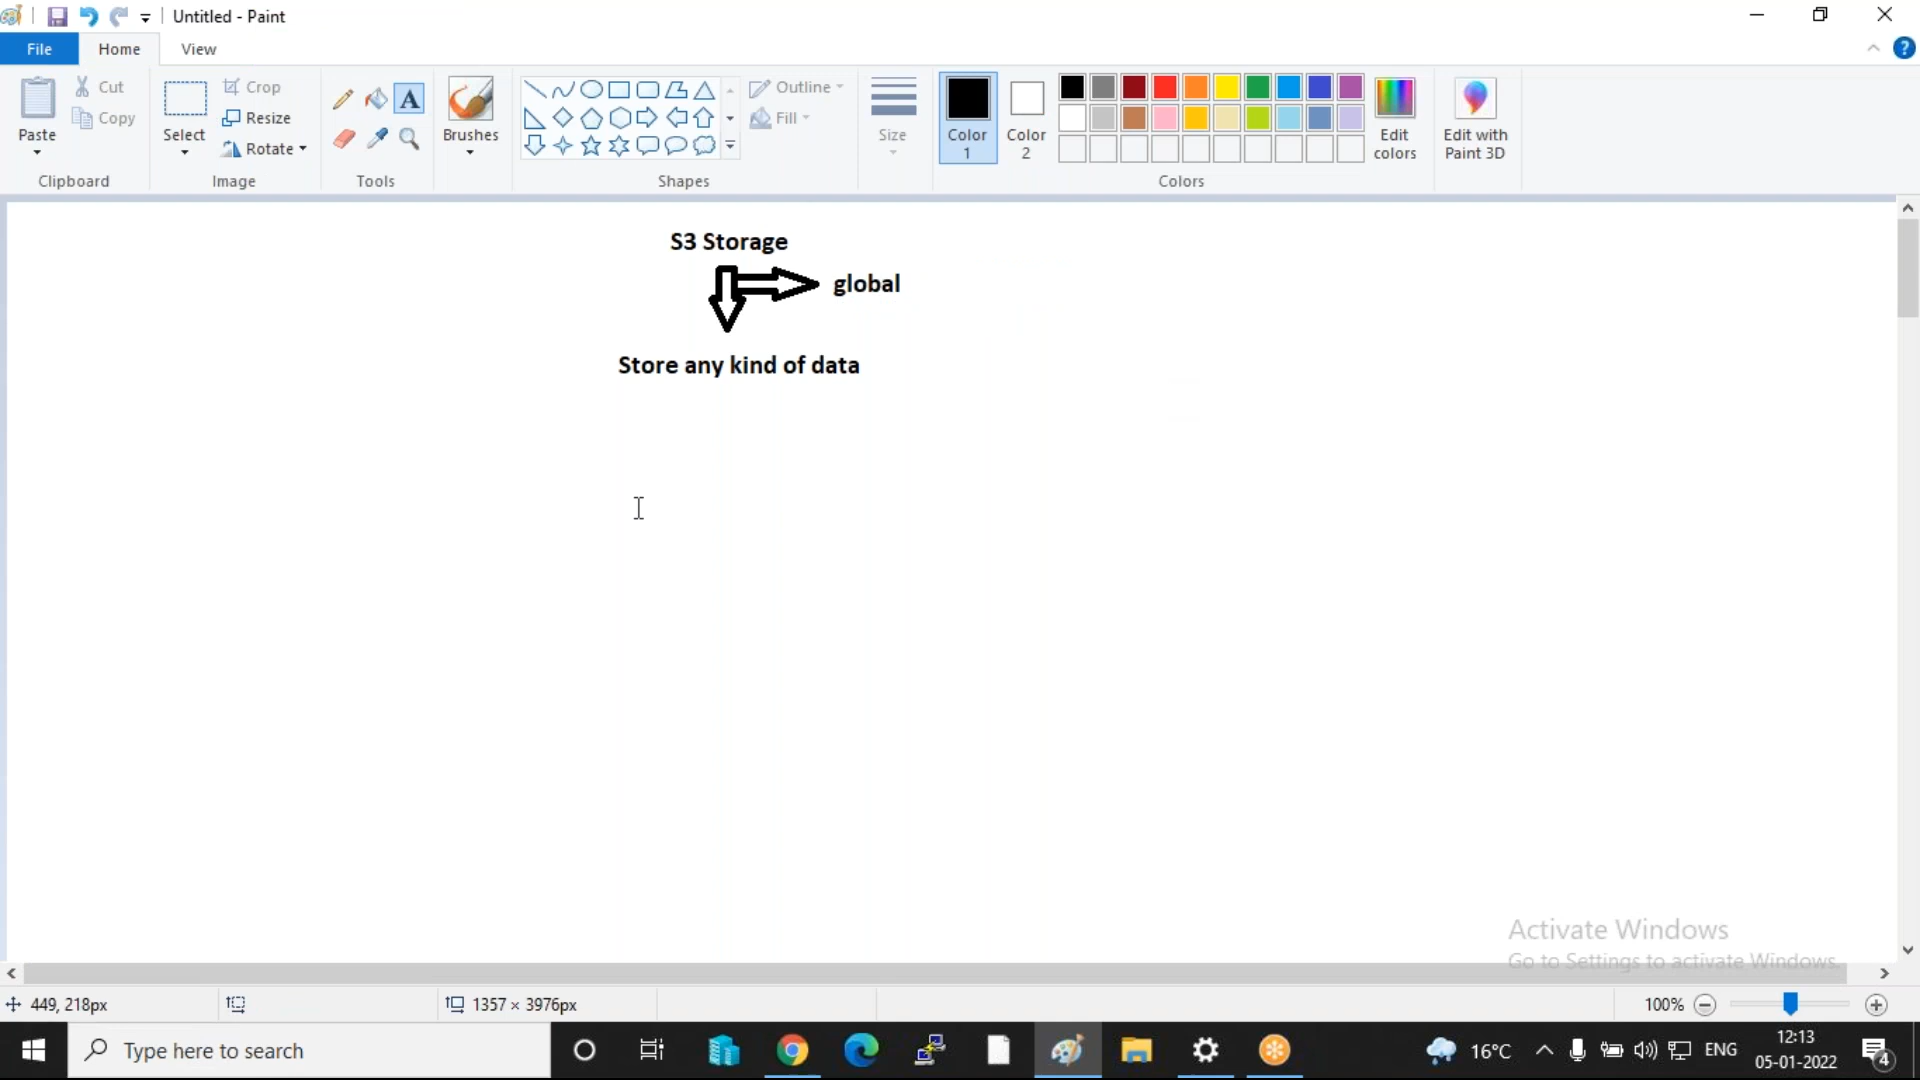 Untitled - Paint
File Home View
Paste
Cut
Copy
Clipboard
Select
Crop
Resize
Rotate
Image
A
Tools
Brushes
Shapes
Outline
Fill
Size
Color 1
Color 2
Edit colors
Colors
Edit with Paint 3D
S3 Storage
global
Store any kind of data
Activate Windows
Go to Settings to activate Windows.
449, 218px
1357 × 3976px
100%
Type here to search
16°C
ENG
12:13
05-01-2022
4